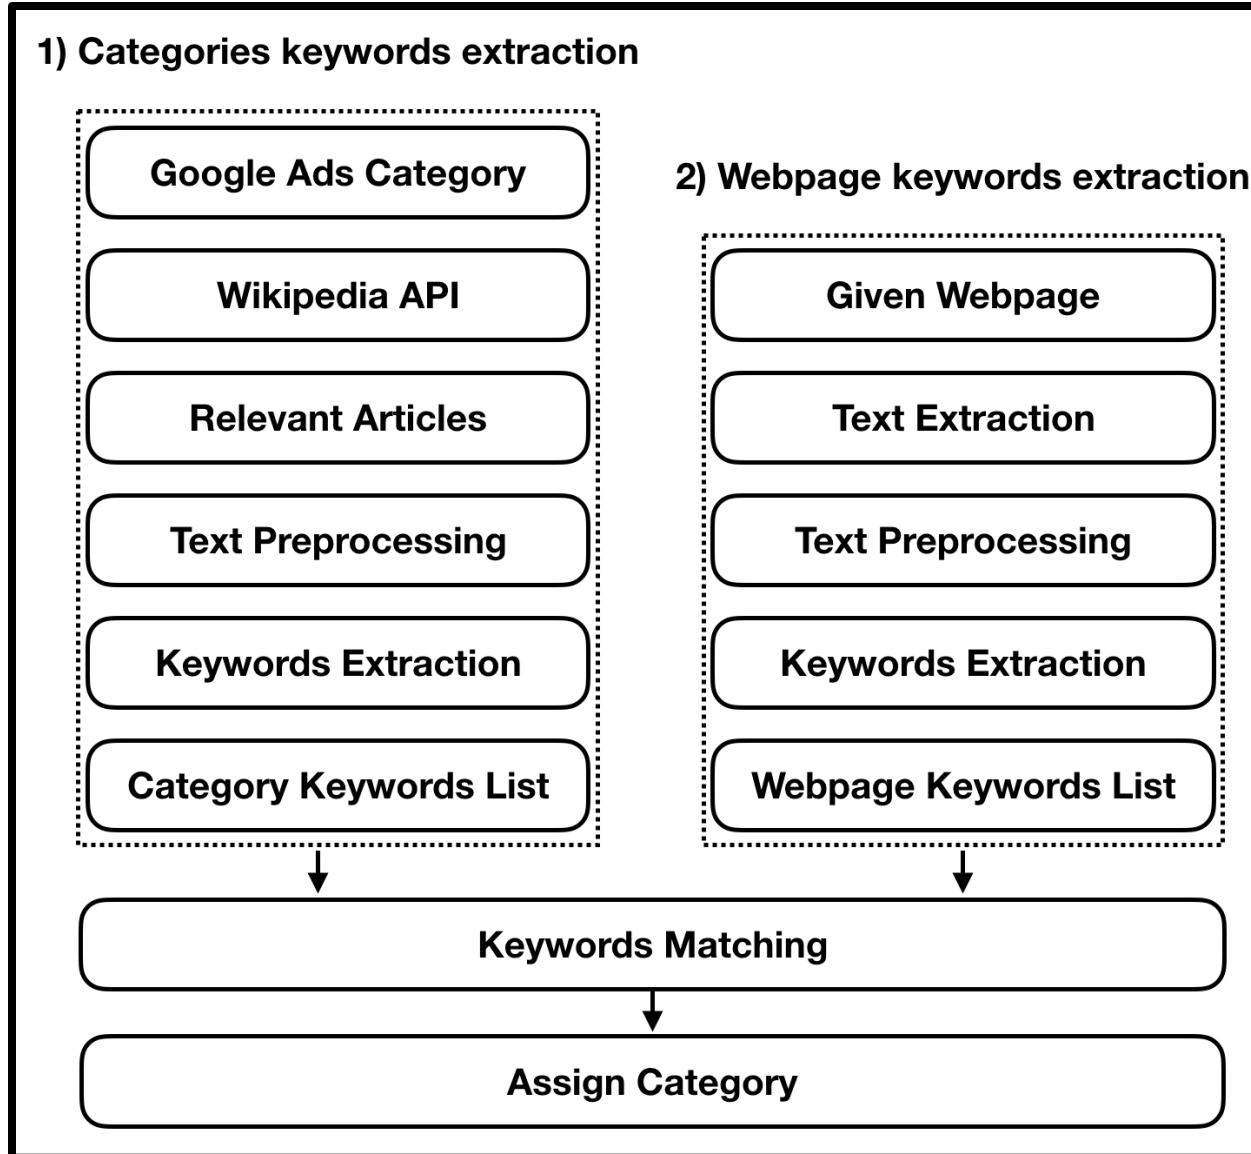 1) Categories keywords extraction
Google Ads Category
Wikipedia API
Relevant Articles
Text Preprocessing
Keywords Extraction
Category Keywords List
2) Webpage keywords extraction
Given Webpage
Text Extraction
Text Preprocessing
Keywords Extraction
Webpage Keywords List
Keywords Matching
Assign Category